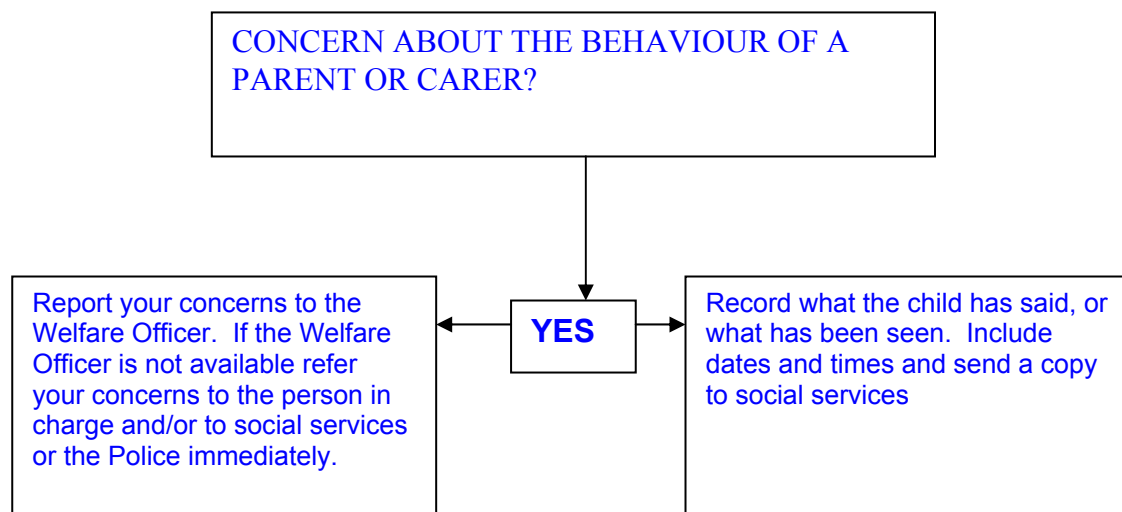 CONCERN ABOUT THE BEHAVIOUR OF A
PARENT OR CARER?
Report your concerns to the
Welfare Officer.  If the Welfare
Officer is not available refer
your concerns to the person in
charge and/or to social services
or the Police immediately.
YES
Record what the child has said, or
what has been seen.  Include
dates and times and send a copy
to social services